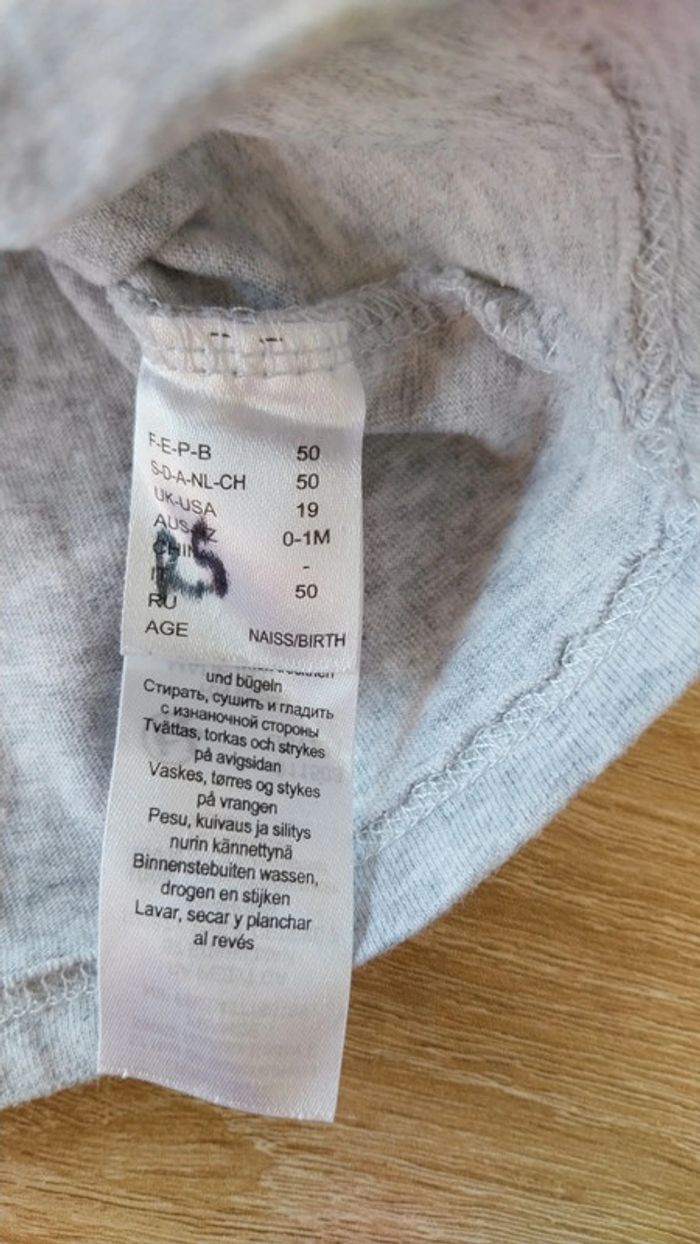 F-E-P-B 50
S-D-A-NL-CH 50
UK-USA 19
0-1M
-
50
RU
AGE NAISS/BIRTH
und bügeln
Стирать, сушить и гладить
с изнаночной стороны
Tvättas, torkas och strykes
på avigsidan
Vaskes, tørres og stykes
på vrangen
Pesu, kuivaus ja silitys
nurin kännettynä
Binnenstebuiten wassen,
drogen en stijken
Lavar, secar y planchar
al revés